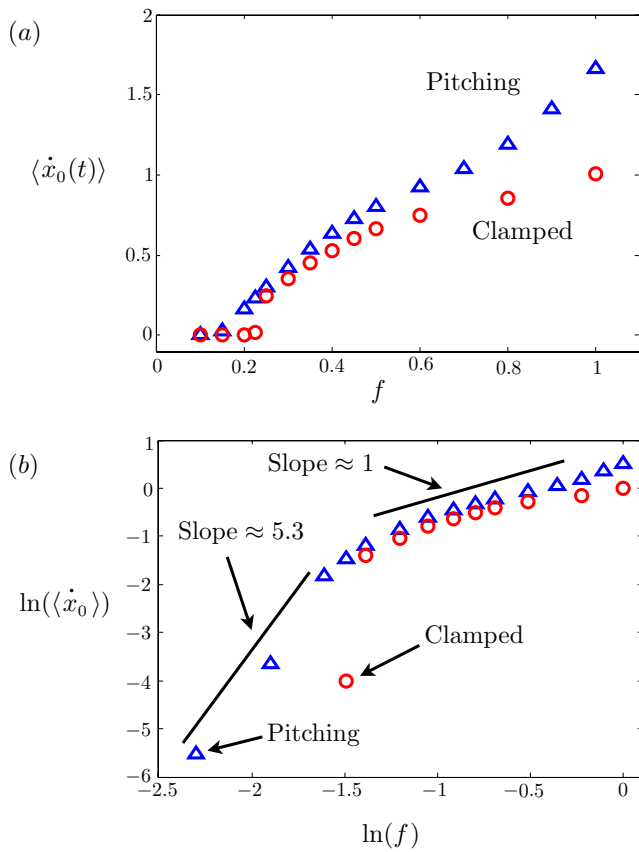 (a)
2
1.5
1
0.5
0
⟨ẋ₀(t)⟩
Pitching
Clamped
0 0.2 0.4 0.6 0.8 1
f
(b)
1
0
−1
−2
−3
−4
−5
−6
ln(⟨ẋ₀⟩)
Slope ≈ 1
Slope ≈ 5.3
Clamped
Pitching
−2.5 −2 −1.5 −1 −0.5 0
ln(f)